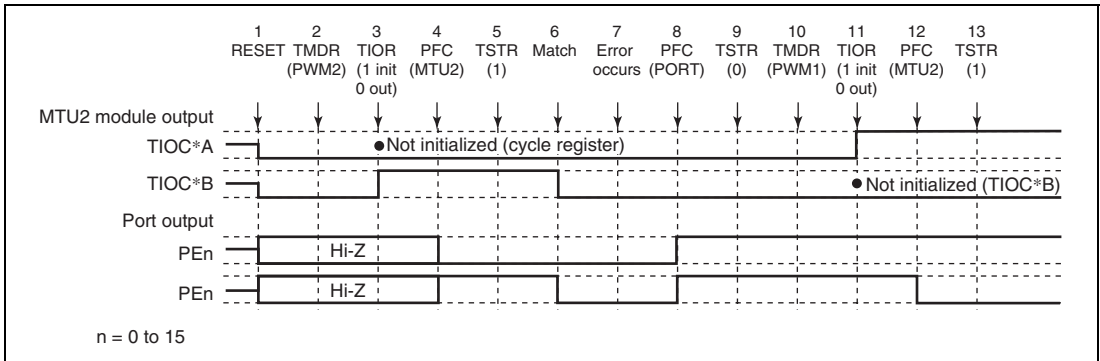 1 2 3 4 5 6 7 8 9 10 11 12 13
RESET TMDR TIOR PFC TSTR Match Error PFC TSTR TMDR TIOR PFC TSTR
(PWM2) (1 init (MTU2) (1) occurs (PORT) (0) (PWM1) (1 init (MTU2) (1)
0 out) 0 out)
MTU2 module output
TIOC*A
Not initialized (cycle register)
TIOC*B
Not initialized (TIOC*B)
Port output
PEn Hi-Z
PEn Hi-Z
n = 0 to 15